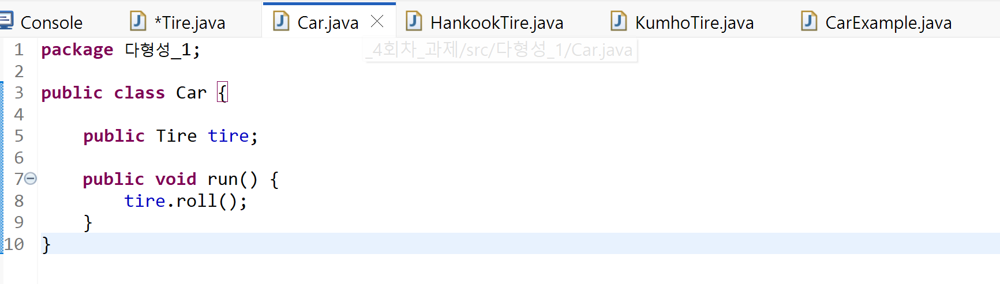 Console *Tire.java Car.java HankookTire.java KumhoTire.java CarExample.java
1 package 다형성_1;
_4회차_과제/src/다형성_1/Car.java
2
3 public class Car {
4
5 public Tire tire;
6
7 public void run() {
8 tire.roll();
9 }
10 }